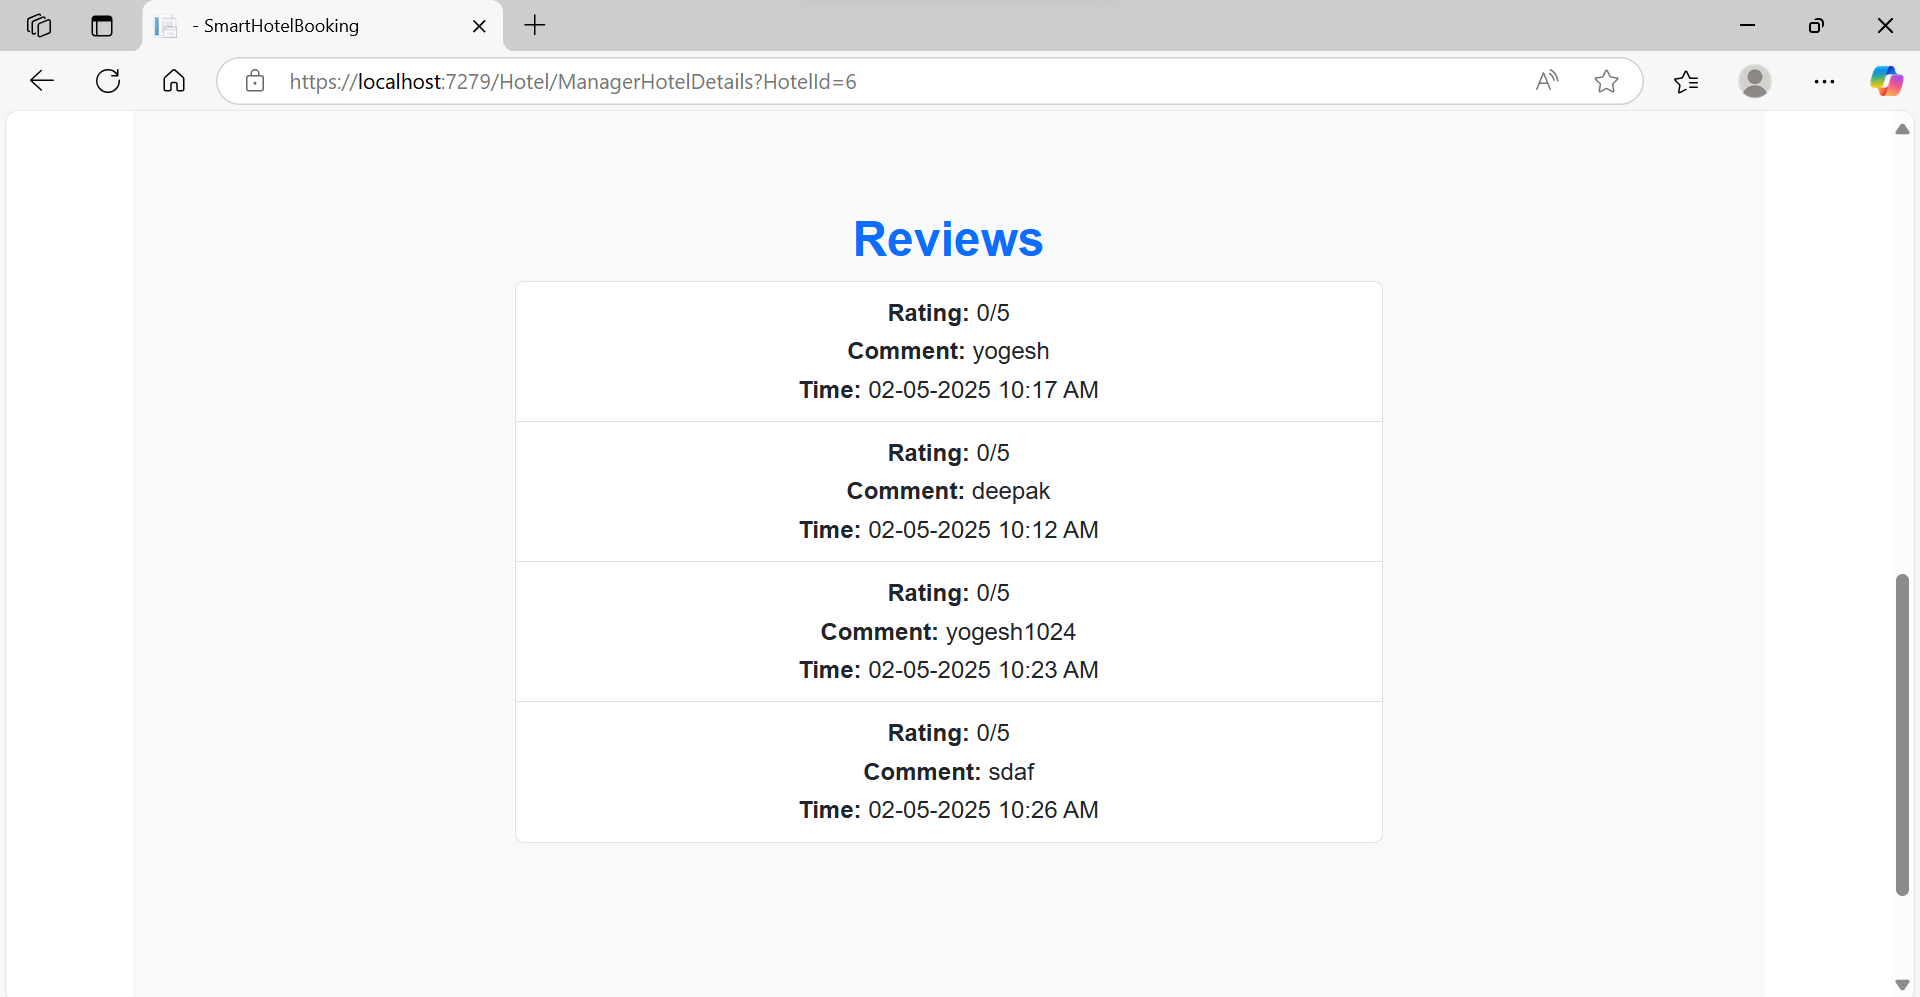 - SmartHotelBooking
https://localhost:7279/Hotel/ManagerHotelDetails?HotelId=6
Reviews
Rating: 0/5
Comment: yogesh
Time: 02-05-2025 10:17 AM
Rating: 0/5
Comment: deepak
Time: 02-05-2025 10:12 AM
Rating: 0/5
Comment: yogesh1024
Time: 02-05-2025 10:23 AM
Rating: 0/5
Comment: sdaf
Time: 02-05-2025 10:26 AM